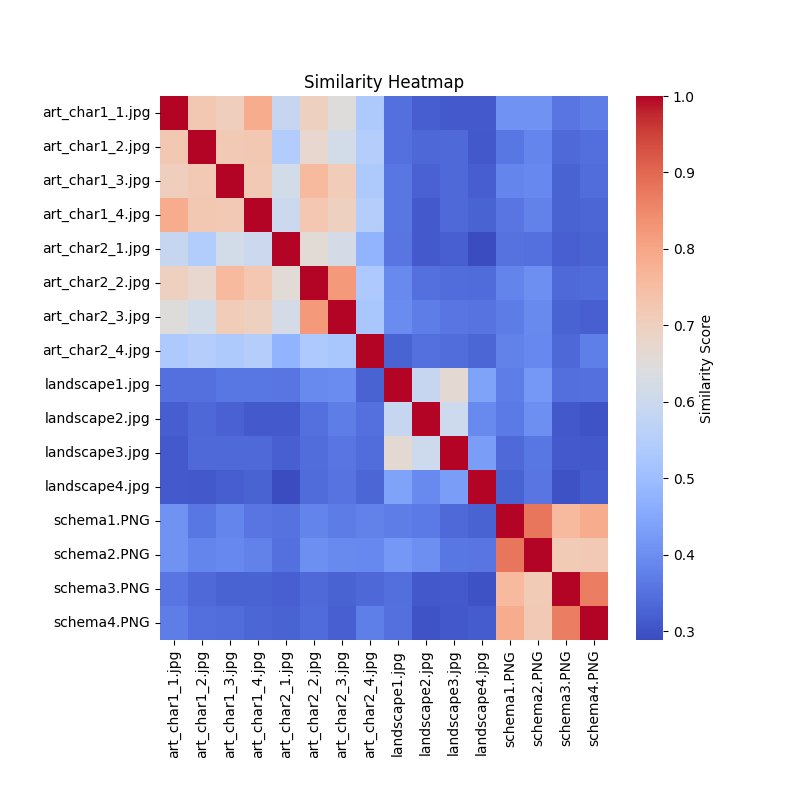 Similarity Heatmap
art_char1_1.jpg
art_char1_2.jpg
art_char1_3.jpg
art_char1_4.jpg
art_char2_1.jpg
art_char2_2.jpg
art_char2_3.jpg
art_char2_4.jpg
landscape1.jpg
landscape2.jpg
landscape3.jpg
landscape4.jpg
schema1.PNG
schema2.PNG
schema3.PNG
schema4.PNG
art_char1_1.jpg
art_char1_2.jpg
art_char1_3.jpg
art_char1_4.jpg
art_char2_1.jpg
art_char2_2.jpg
art_char2_3.jpg
art_char2_4.jpg
landscape1.jpg
landscape2.jpg
landscape3.jpg
landscape4.jpg
schema1.PNG
schema2.PNG
schema3.PNG
schema4.PNG
1.0
0.9
0.8
0.7
0.6
0.5
0.4
0.3
Similarity Score